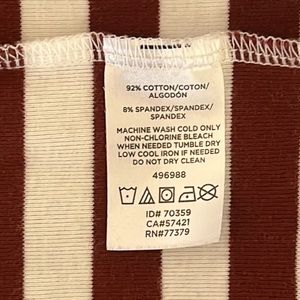 92% COTTON/COTON/
ALGODÓN
8% SPANDEX/SPANDEX/
SPANDEX
MACHINE WASH COLD ONLY
NON-CHLORINE BLEACH
WHEN NEEDED TUMBLE DRY
LOW COOL IRON IF NEEDED
DO NOT DRY CLEAN
496988
ID# 70359
CA#57421
RN#77379